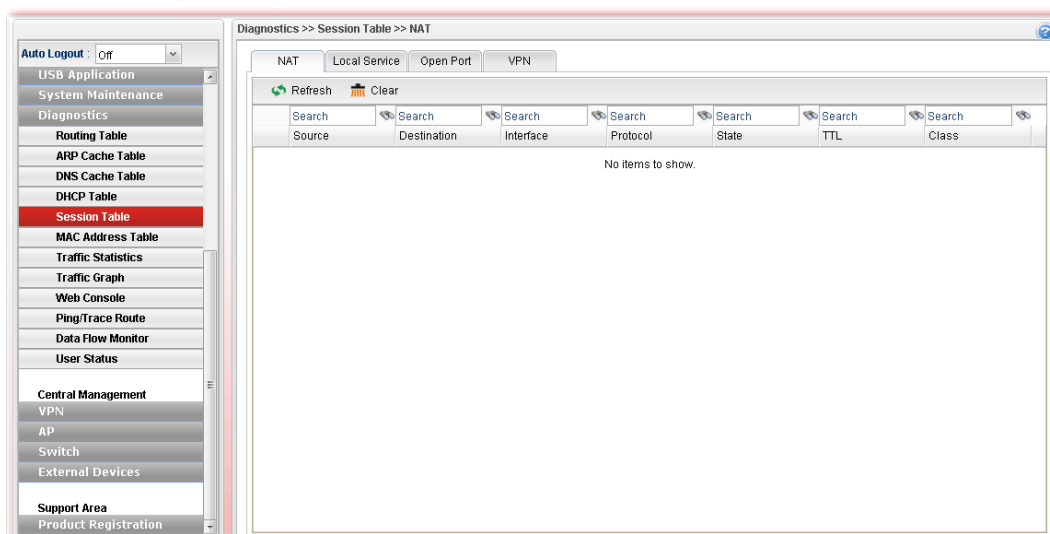 Diagnostics >> Session Table >> NAT
Auto Logout : Off
USB Application
System Maintenance
Diagnostics
Routing Table
ARP Cache Table
DNS Cache Table
DHCP Table
Session Table
MAC Address Table
Traffic Statistics
Traffic Graph
Web Console
Ping/Trace Route
Data Flow Monitor
User Status
Central Management
VPN
AP
Switch
External Devices
Support Area
Product Registration
NAT Local Service Open Port VPN
Refresh Clear
Search Search Search Search Search Search Search
Source Destination Interface Protocol State TTL Class
No items to show.